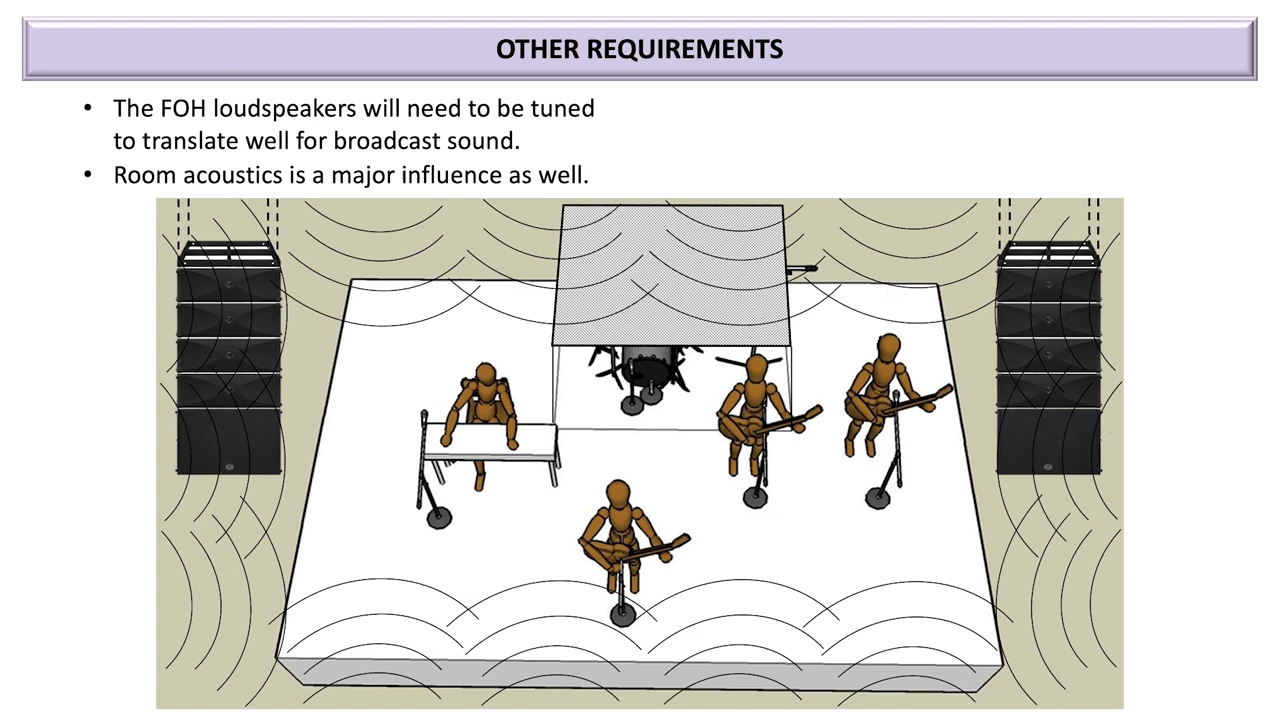 OTHER REQUIREMENTS
• The FOH loudspeakers will need to be tuned
to translate well for broadcast sound.
• Room acoustics is a major influence as well.